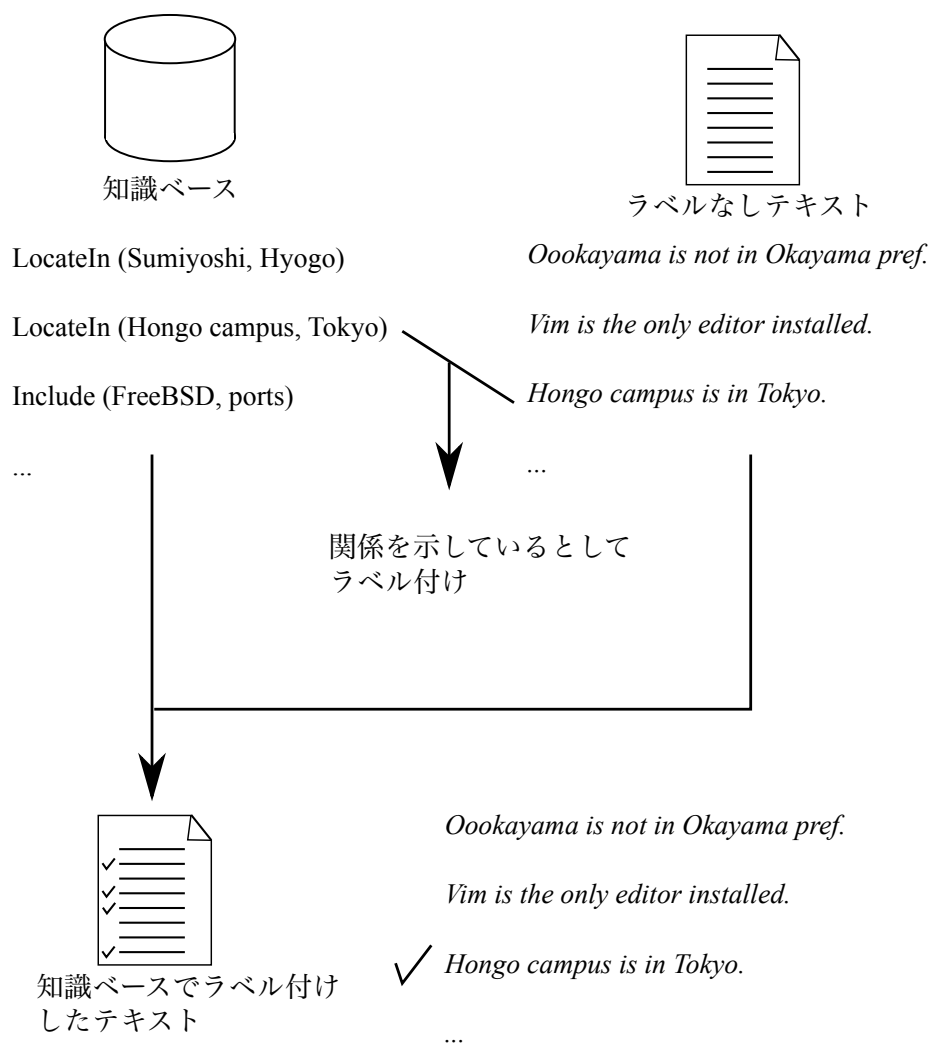 知識ベース
ラベルなしテキスト
LocateIn (Sumiyoshi, Hyogo)
LocateIn (Hongo campus, Tokyo)
Include (FreeBSD, ports)
...
Oookayama is not in Okayama pref.
Vim is the only editor installed.
Hongo campus is in Tokyo.
...
関係を示しているとして
ラベル付け
知識ベースでラベル付け
したテキスト
Oookayama is not in Okayama pref.
Vim is the only editor installed.
Hongo campus is in Tokyo.
...